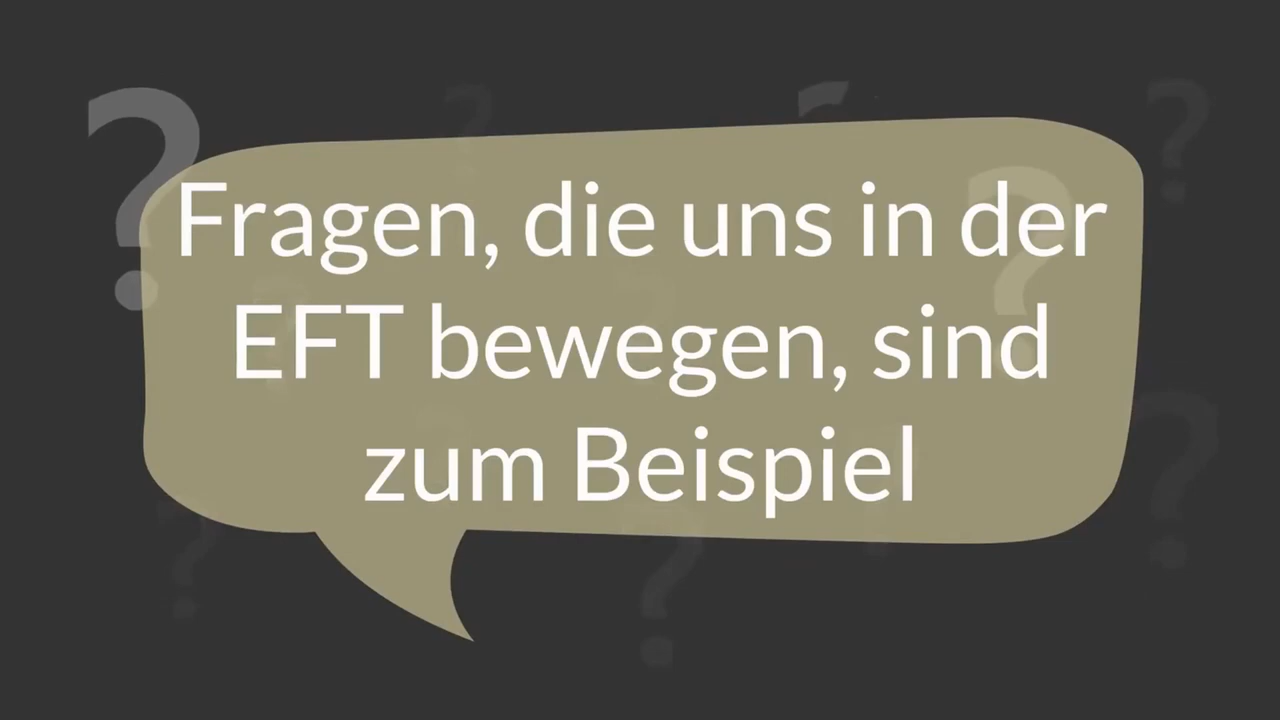 Fragen, die uns in der
EFT bewegen, sind
zum Beispiel